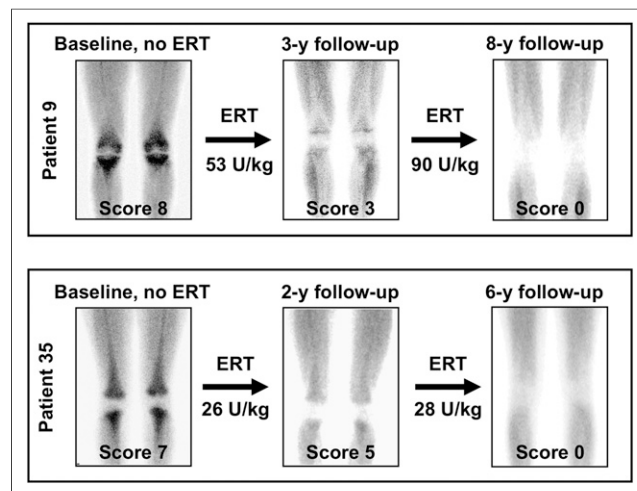 Baseline, no ERT 3-y follow-up 8-y follow-up
Patient 9
ERT ERT
53 U/kg 90 U/kg
Score 8 Score 3 Score 0
Baseline, no ERT 2-y follow-up 6-y follow-up
Patient 35
ERT ERT
26 U/kg 28 U/kg
Score 7 Score 5 Score 0